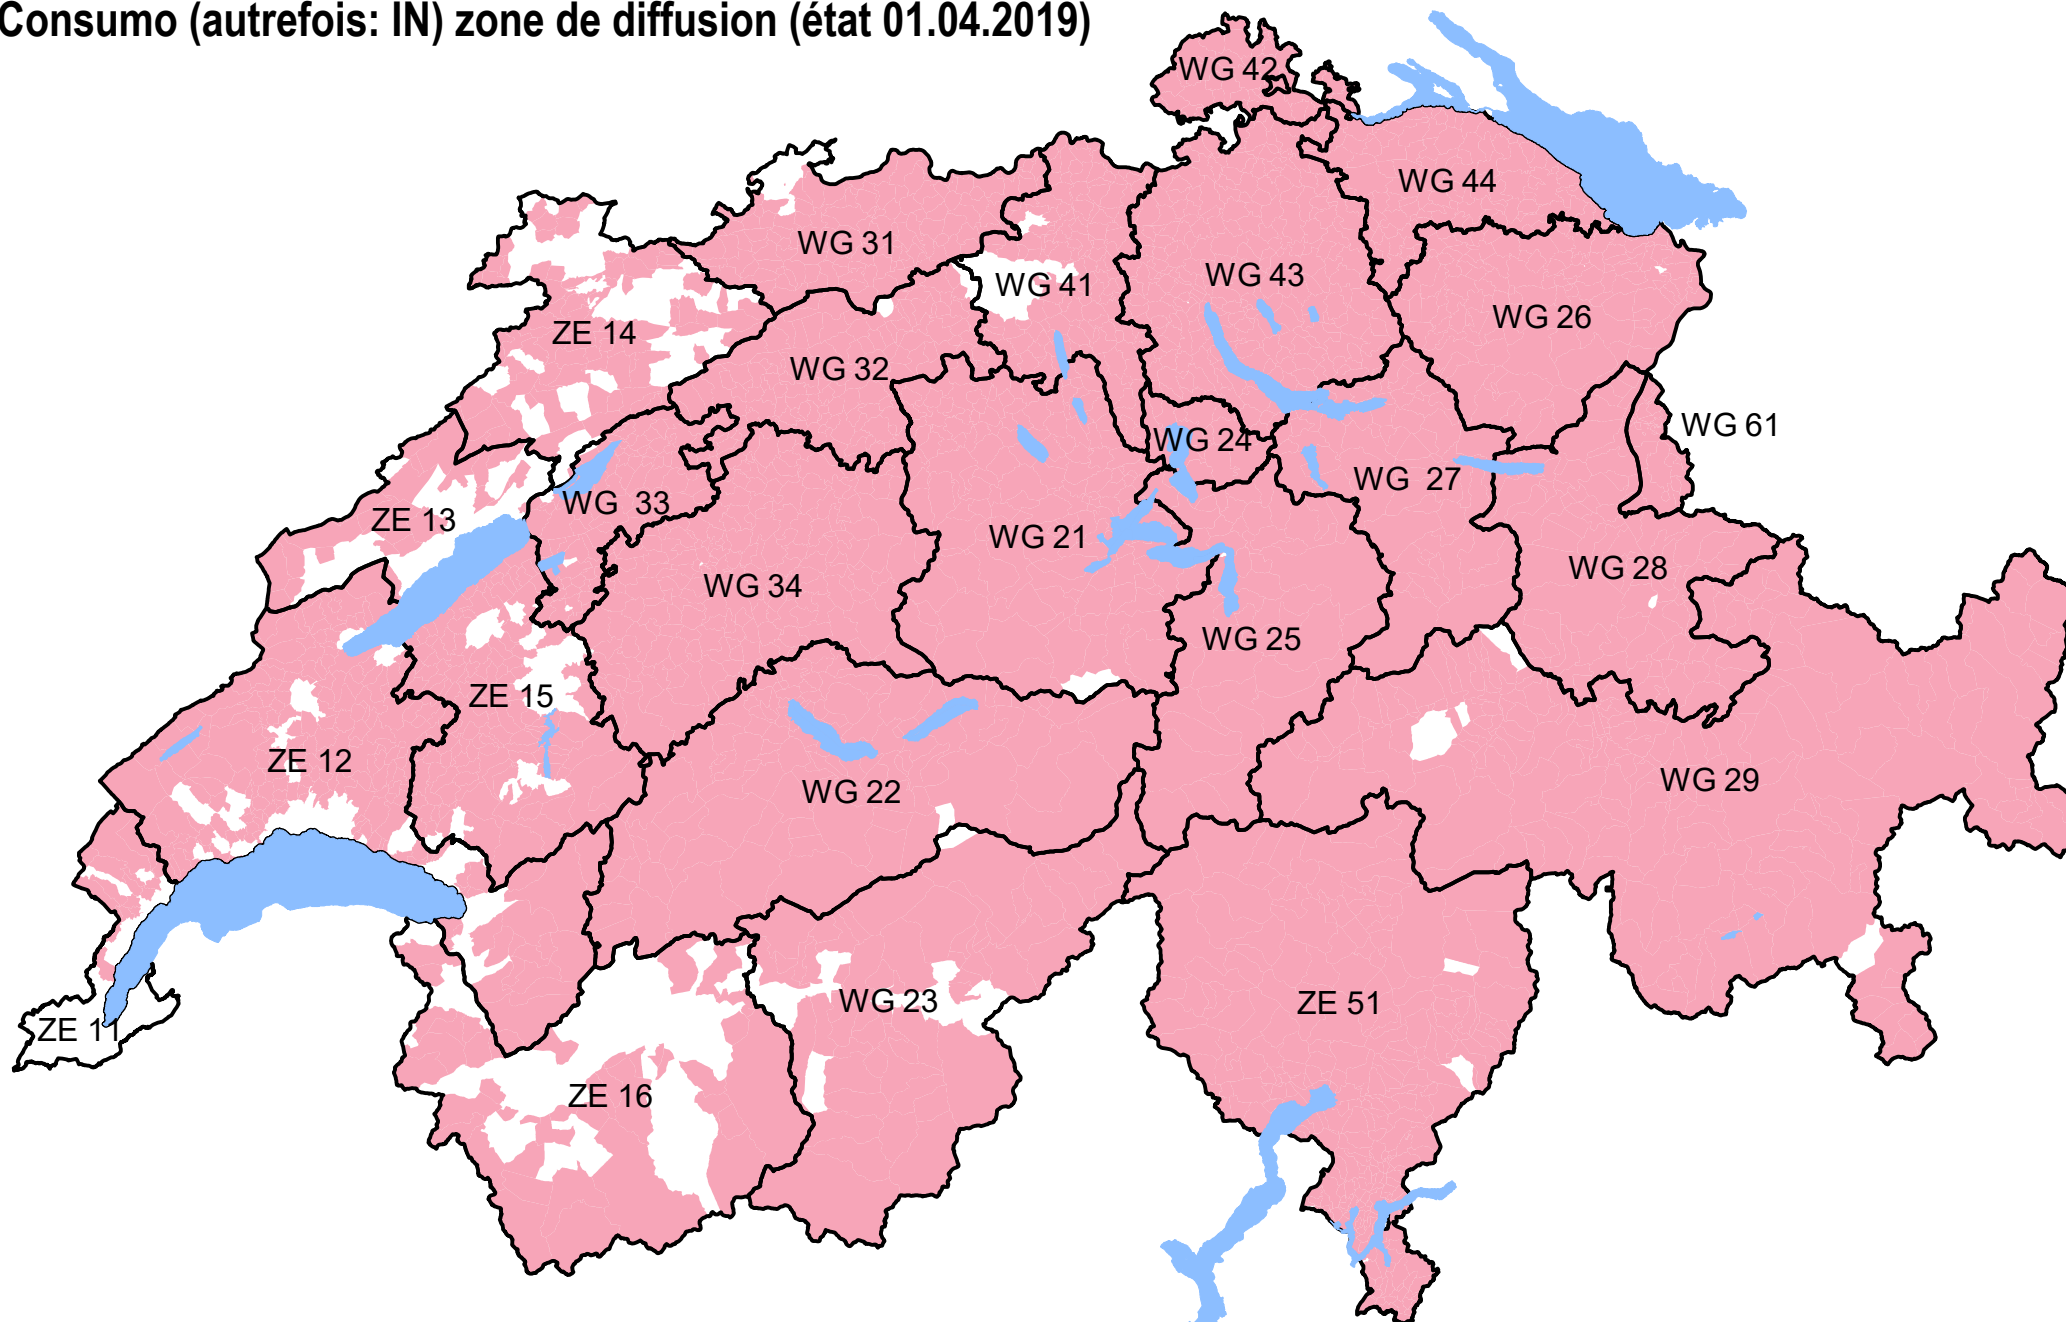 Consumo (autrefois: IN) zone de diffusion (état 01.04.2019)
WG 42
WG 44
WG 31
WG 43
WG 41
WG 26
ZE 14
WG 32
WG 61
WG 24
WG 27
WG 33
ZE 13
WG 21
WG 28
WG 34
WG 25
ZE 15
ZE 12
WG 29
WG 22
WG 23
ZE 51
ZE 11
ZE 16